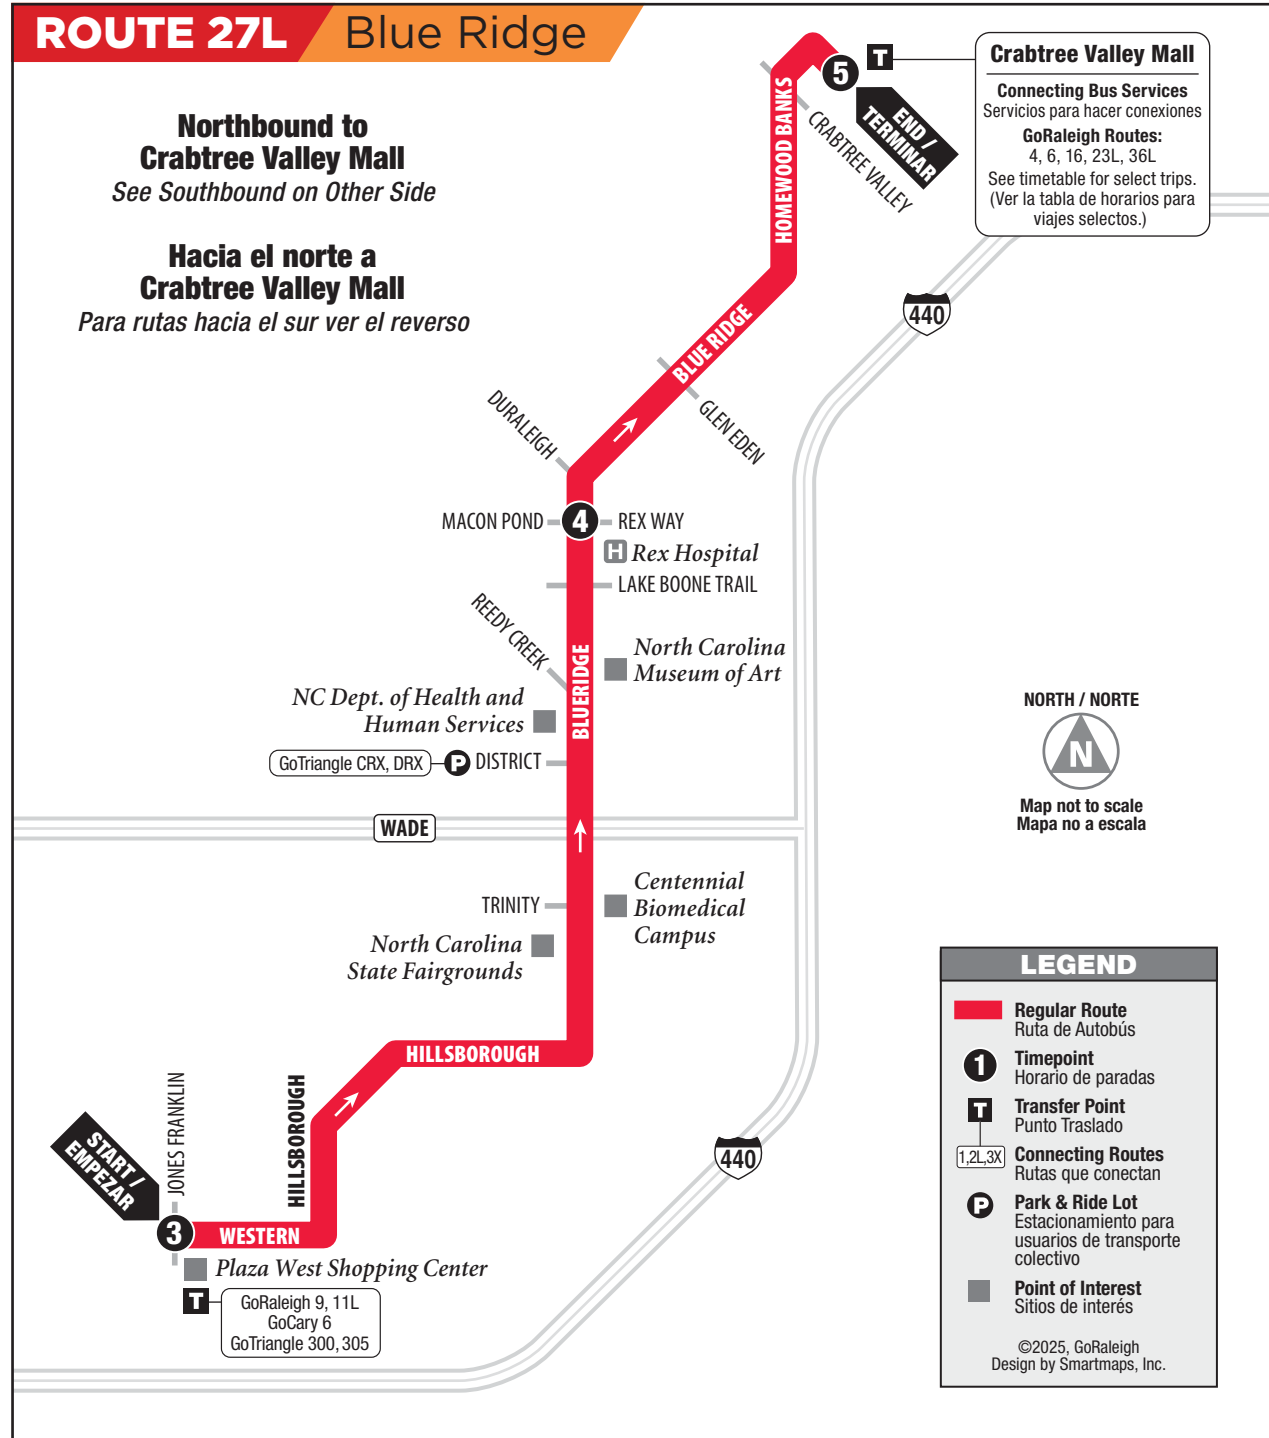 ROUTE 27L Blue Ridge
Northbound to
Crabtree Valley Mall
See Southbound on Other Side
Hacia el norte a
Crabtree Valley Mall
Para rutas hacia el sur ver el reverso
5
T
Crabtree Valley Mall
Connecting Bus Services
Servicios para hacer conexiones
GoRaleigh Routes:
4, 6, 16, 23L, 36L
See timetable for select trips.
(Ver la tabla de horarios para
viajes selectos.)
END /
TERMINAR
CRABTREE VALLEY
HOMEWOOD BANKS
440
BLUE RIDGE
GLEN EDEN
DURALEIGH
MACON POND
4
REX WAY
H Rex Hospital
LAKE BOONE TRAIL
REEDY CREEK
North Carolina
Museum of Art
BLUERIDGE
NC Dept. of Health and
Human Services
GoTriangle CRX, DRX
P DISTRICT
WADE
NORTH / NORTE
N
Map not to scale
Mapa no a escala
TRINITY
Centennial
Biomedical
Campus
North Carolina
State Fairgrounds
HILLSBOROUGH
HILLSBOROUGH
JONES FRANKLIN
START /
EMPEZAR
3
WESTERN
Plaza West Shopping Center
T
GoRaleigh 9, 11L
GoCary 6
GoTriangle 300, 305
440
LEGEND
Regular Route
Ruta de Autobús
1
Timepoint
Horario de paradas
T
Transfer Point
Punto Traslado
1,2L,3X
Connecting Routes
Rutas que conectan
P
Park & Ride Lot
Estacionamiento para
usuarios de transporte
colectivo
Point of Interest
Sitios de interés
©2025, GoRaleigh
Design by Smartmaps, Inc.